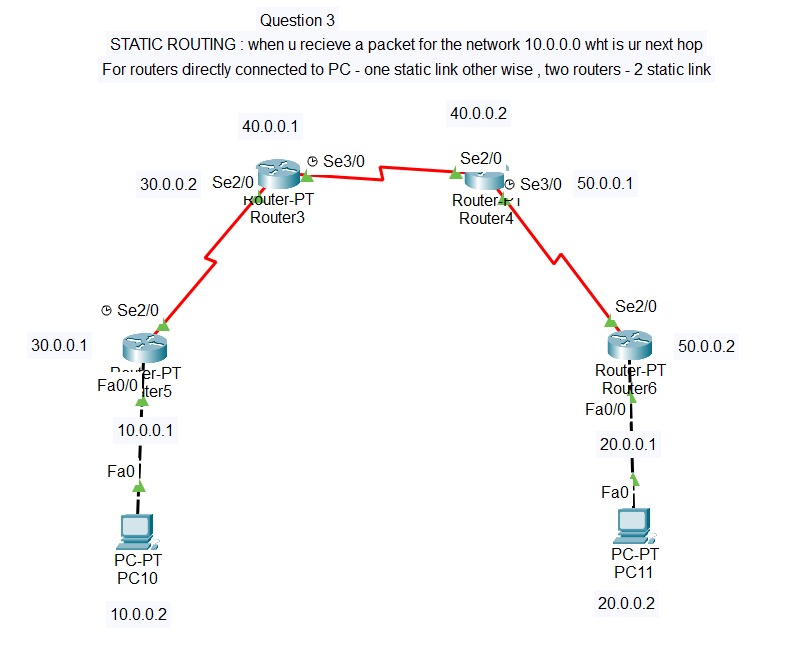 Question 3
STATIC ROUTING : when u recieve a packet for the network 10.0.0.0 wht is ur next hop
For routers directly connected to PC - one static link other wise , two routers - 2 static link
40.0.0.2
40.0.0.1
Se3/0
Se2/0
30.0.0.2
Se2/0
Se3/0
50.0.0.1
Router-PT
Router3
Router-PT
Router4
Se2/0
Se2/0
30.0.0.1
50.0.0.2
Router-PT
Router6
Fa0/0
Fa0/0
10.0.0.1
20.0.0.1
Fa0
Fa0
PC-PT
PC10
PC-PT
PC11
10.0.0.2
20.0.0.2